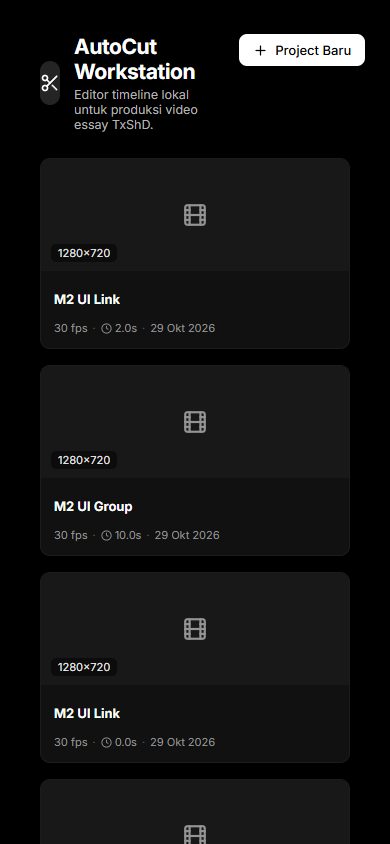 AutoCut
Workstation
Editor timeline lokal
untuk produksi video
essay TxShD.
Project Baru
1280×720
M2 UI Link
30 fps · 2.0s · 29 Okt 2026
1280×720
M2 UI Group
30 fps · 10.0s · 29 Okt 2026
1280×720
M2 UI Link
30 fps · 0.0s · 29 Okt 2026